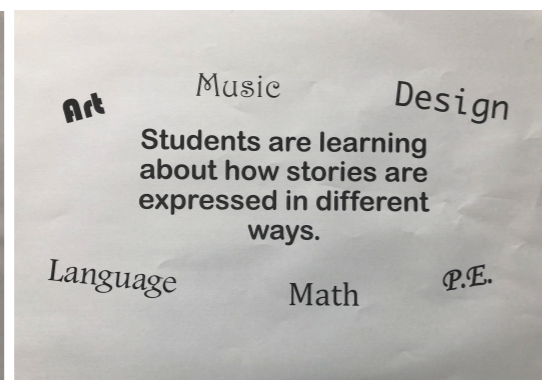 Art
Music
Design
Students are learning
about how stories are
expressed in different
ways.
Language
Math
P.E.